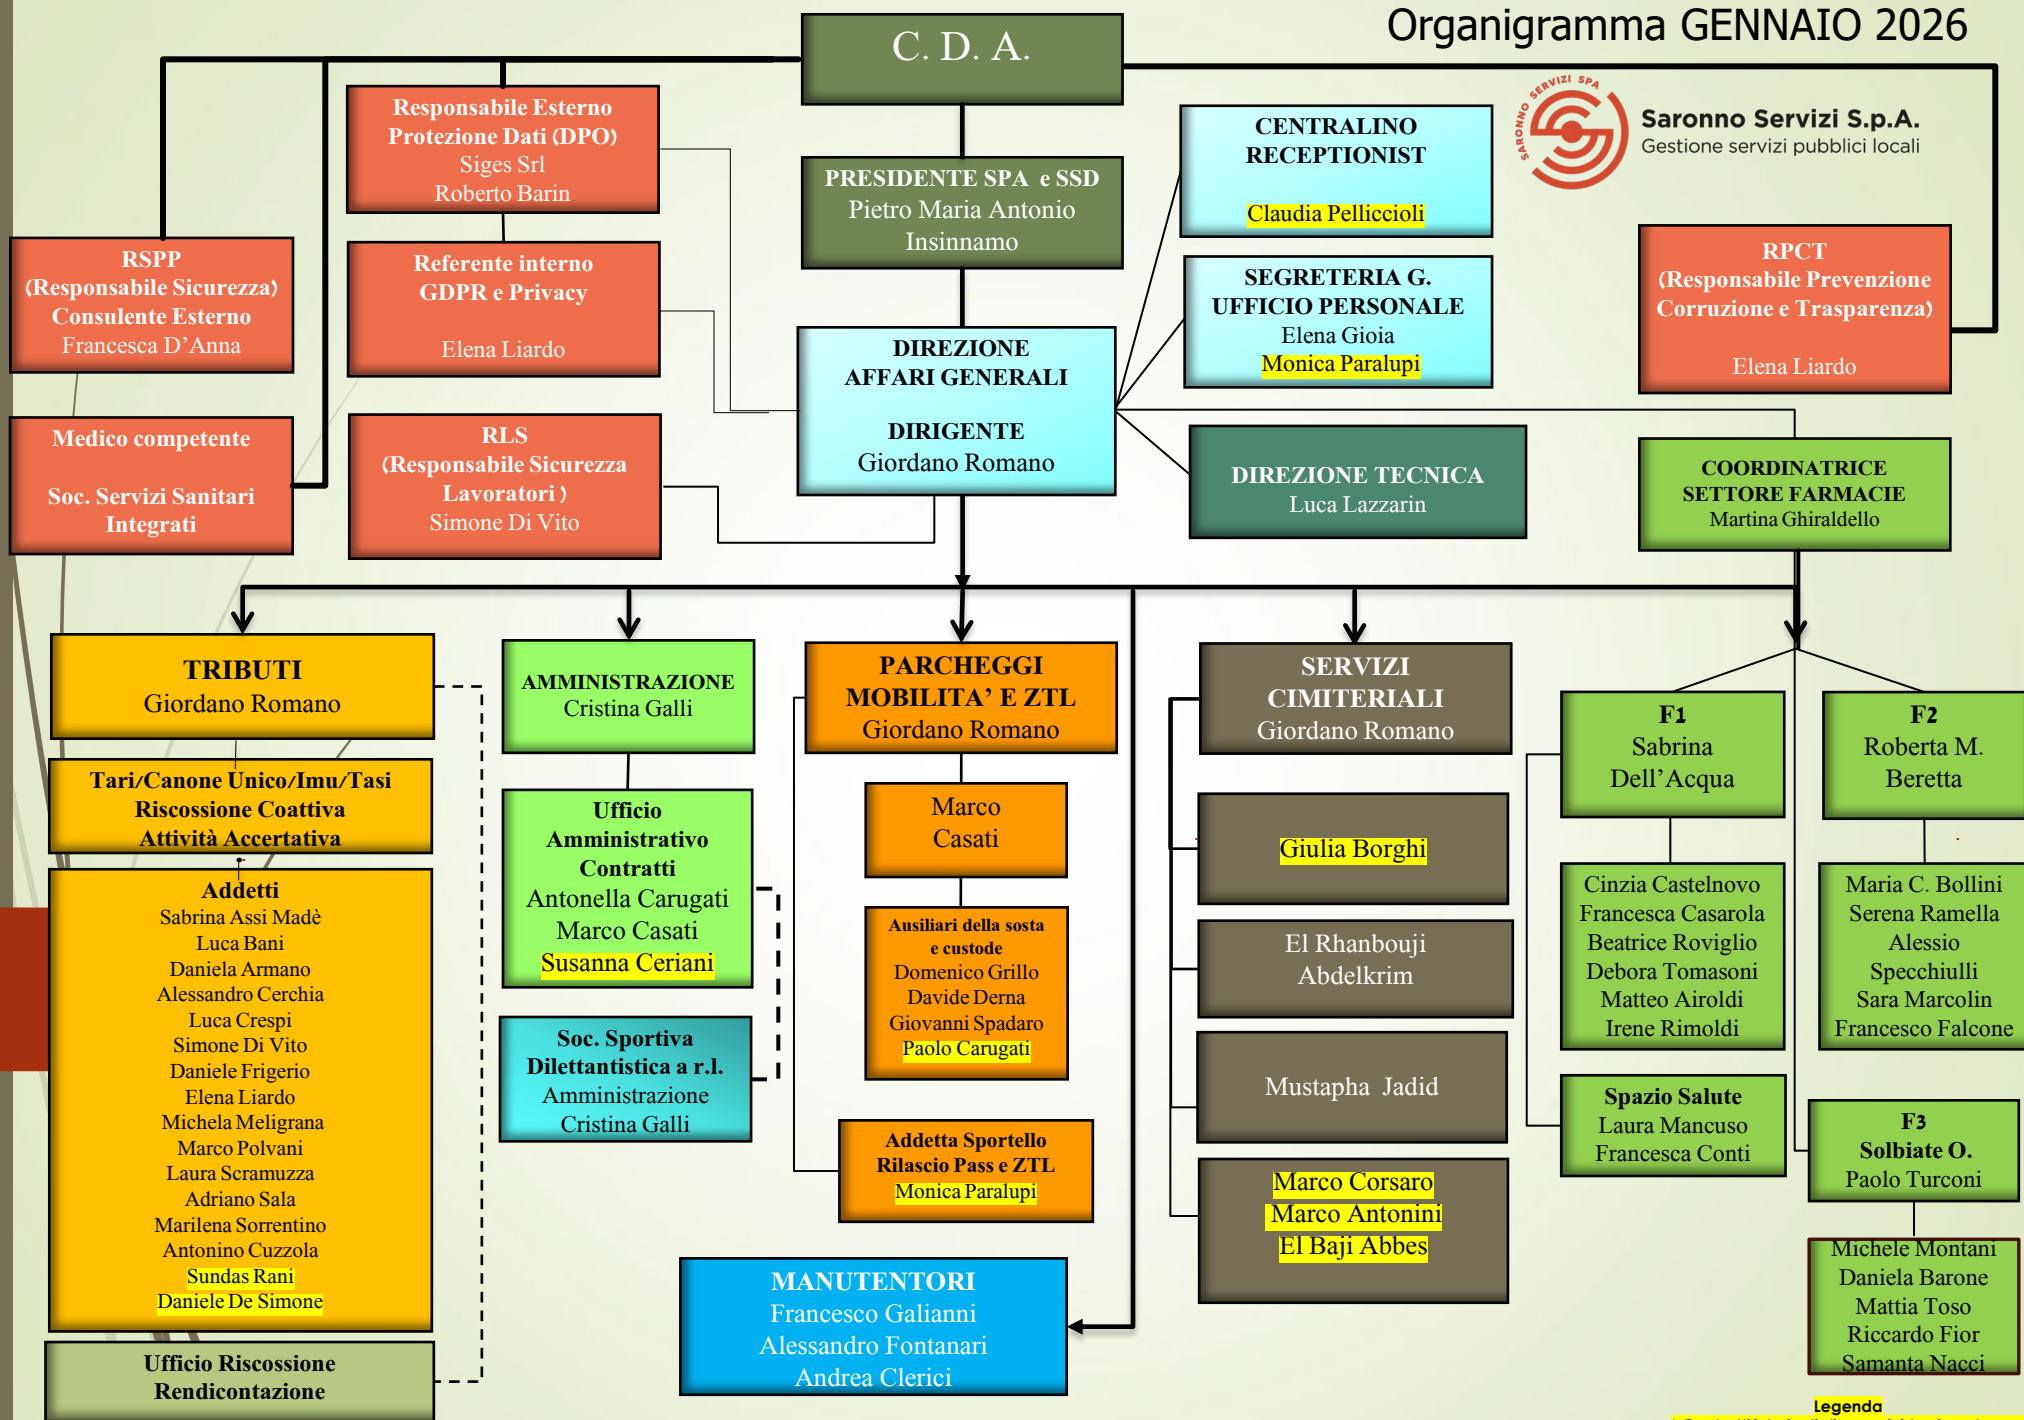 Organigramma GENNAIO 2026
SARONNO SERVIZI SPA
Saronno Servizi S.p.A.
Gestione servizi pubblici locali
C. D. A.
Responsabile Esterno
Protezione Dati (DPO)
Siges Srl
Roberto Barin
PRESIDENTE SPA e SSD
Pietro Maria Antonio
Insinnamo
CENTRALINO
RECEPTIONIST
Claudia Pelliccioli
RSPP
(Responsabile Sicurezza)
Consulente Esterno
Francesca D’Anna
Referente interno
GDPR e Privacy
Elena Liardo
SEGRETERIA G.
UFFICIO PERSONALE
Elena Gioia
Monica Paralupi
RPCT
(Responsabile Prevenzione
Corruzione e Trasparenza)
Elena Liardo
DIREZIONE
AFFARI GENERALI
DIRIGENTE
Giordano Romano
Medico competente
Soc. Servizi Sanitari
Integrati
RLS
(Responsabile Sicurezza
Lavoratori )
Simone Di Vito
DIREZIONE TECNICA
Luca Lazzarin
COORDINATRICE
SETTORE FARMACIE
Martina Ghiraldello
TRIBUTI
Giordano Romano
Tari/Canone Unico/Imu/Tasi
Riscossione Coattiva
Attività Accertativa
Addetti
Sabrina Assi Madè
Luca Bani
Daniela Armano
Alessandro Cerchia
Luca Crespi
Simone Di Vito
Daniele Frigerio
Elena Liardo
Michela Meligrana
Marco Polvani
Laura Scramuzza
Adriano Sala
Marilena Sorrentino
Antonino Cuzzola
Sundas Rani
Daniele De Simone
Ufficio Riscossione
Rendicontazione
AMMINISTRAZIONE
Cristina Galli
Ufficio
Amministrativo
Contratti
Antonella Carugati
Marco Casati
Susanna Ceriani
Soc. Sportiva
Dilettantistica a r.l.
Amministrazione
Cristina Galli
PARCHEGGI
MOBILITA’ E ZTL
Giordano Romano
Marco
Casati
Ausiliari della sosta
e custode
Domenico Grillo
Davide Derna
Giovanni Spadaro
Paolo Carugati
Addetta Sportello
Rilascio Pass e ZTL
Monica Paralupi
MANUTENTORI
Francesco Galianni
Alessandro Fontanari
Andrea Clerici
SERVIZI
CIMITERIALI
Giordano Romano
Giulia Borghi
El Rhanbouji
Abdelkrim
Mustapha Jadid
Marco Corsaro
Marco Antonini
El Baji Abbes
F1
Sabrina
Dell’Acqua
Cinzia Castelnovo
Francesca Casarola
Beatrice Roviglio
Debora Tomasoni
Matteo Airoldi
Irene Rimoldi
Spazio Salute
Laura Mancuso
Francesca Conti
F2
Roberta M.
Beretta
Maria C. Bollini
Serena Ramella
Alessio
Specchiulli
Sara Marcolin
Francesco Falcone
F3
Solbiate O.
Paolo Turconi
Michele Montani
Daniela Barone
Mattia Toso
Riccardo Fior
Samanta Nacci
Legenda